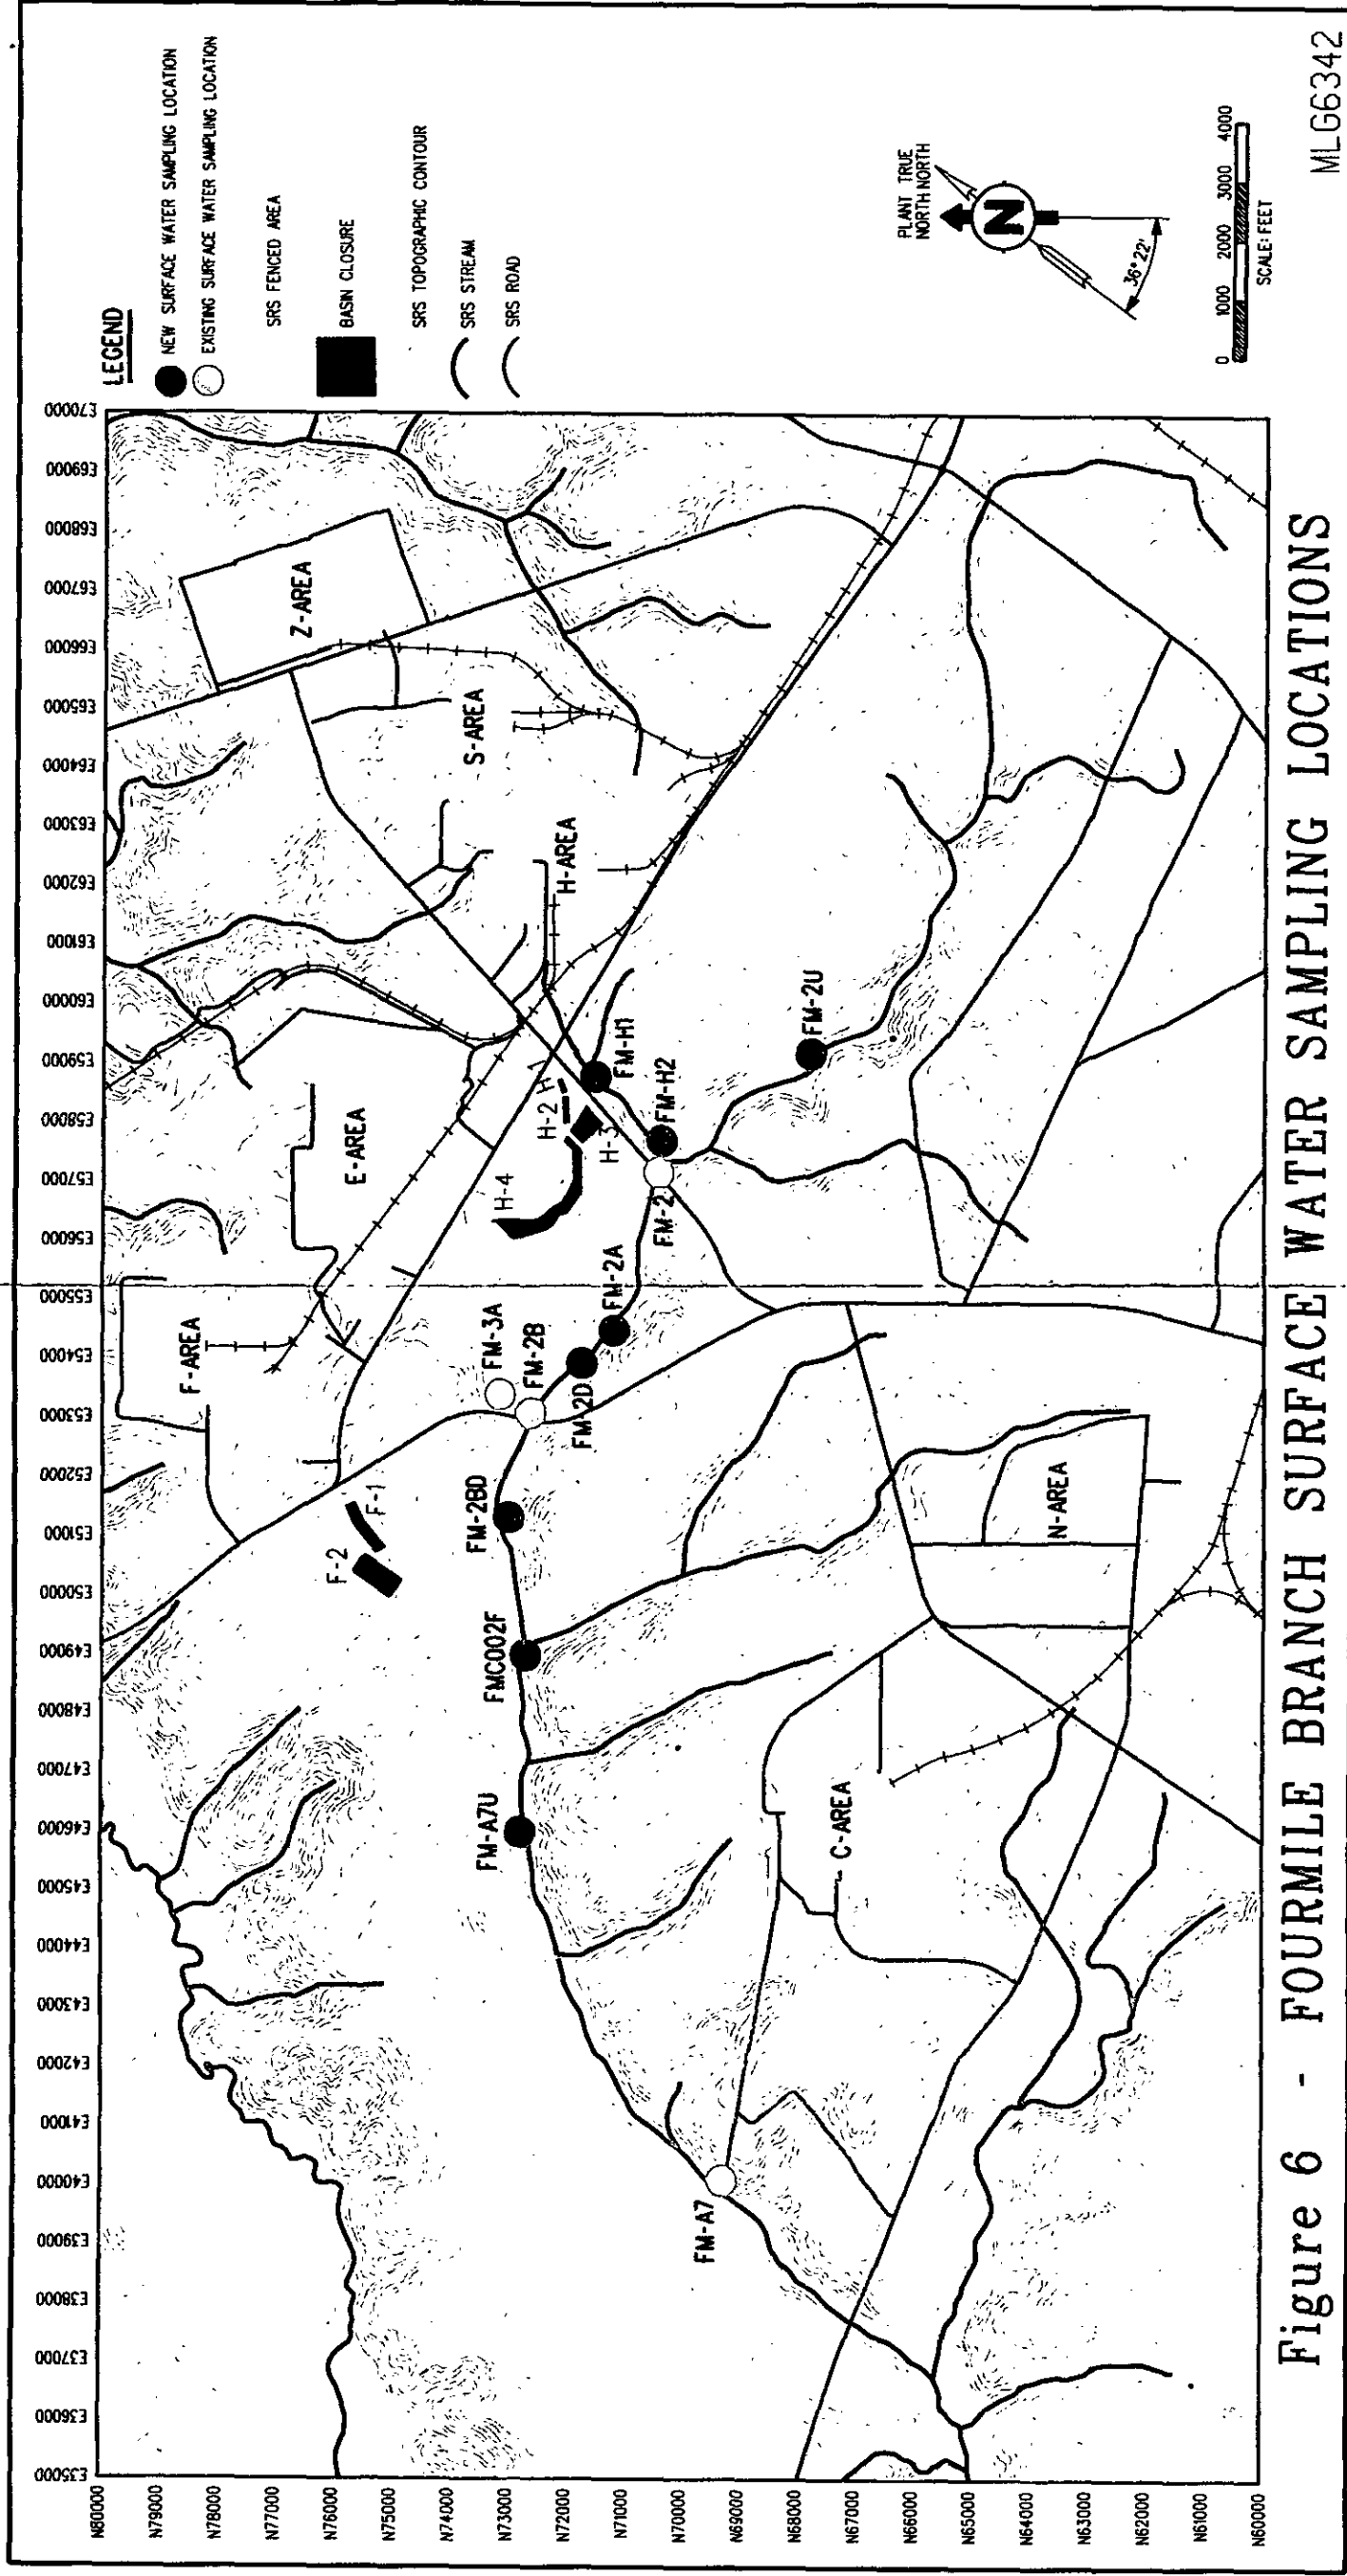 E35000 E36000 E37000 E38000 E39000 E40000 E41000 E42000 E43000 E44000 E45000 E46000 E47000 E48000 E49000 E50000 E51000 E52000 E53000 E54000 E55000 E56000 E57000 E58000 E59000 E60000 E61000 E62000 E63000 E64000 E65000 E66000 E67000 E68000 E69000 E70000
N80000
N79000
N78000
N77000
N76000
N75000
N74000
N73000
N72000
N71000
N70000
N69000
N68000
N67000
N66000
N65000
N64000
N63000
N62000
N61000
N60000
F-AREA
E-AREA
Z-AREA
S-AREA
H-AREA
F-2
F-1
FM-A7U
FMC002F
FM-2BD
FM-3A
FM-2B
FM-2D
FM-2A
H-4
H-2
H-1
H-3
FM-H1
FM-2
FM-H2
FM-2U
FM-A7
C-AREA
N-AREA
LEGEND
NEW SURFACE WATER SAMPLING LOCATION
EXISTING SURFACE WATER SAMPLING LOCATION
SRS FENCED AREA
BASIN CLOSURE
SRS TOPOGRAPHIC CONTOUR
SRS STREAM
SRS ROAD
PLANT TRUE
NORTH NORTH
N
36°22'
0 1000 2000 3000 4000
SCALE: FEET
Figure 6 - FOURMILE BRANCH SURFACE WATER SAMPLING LOCATIONS
MLG6342